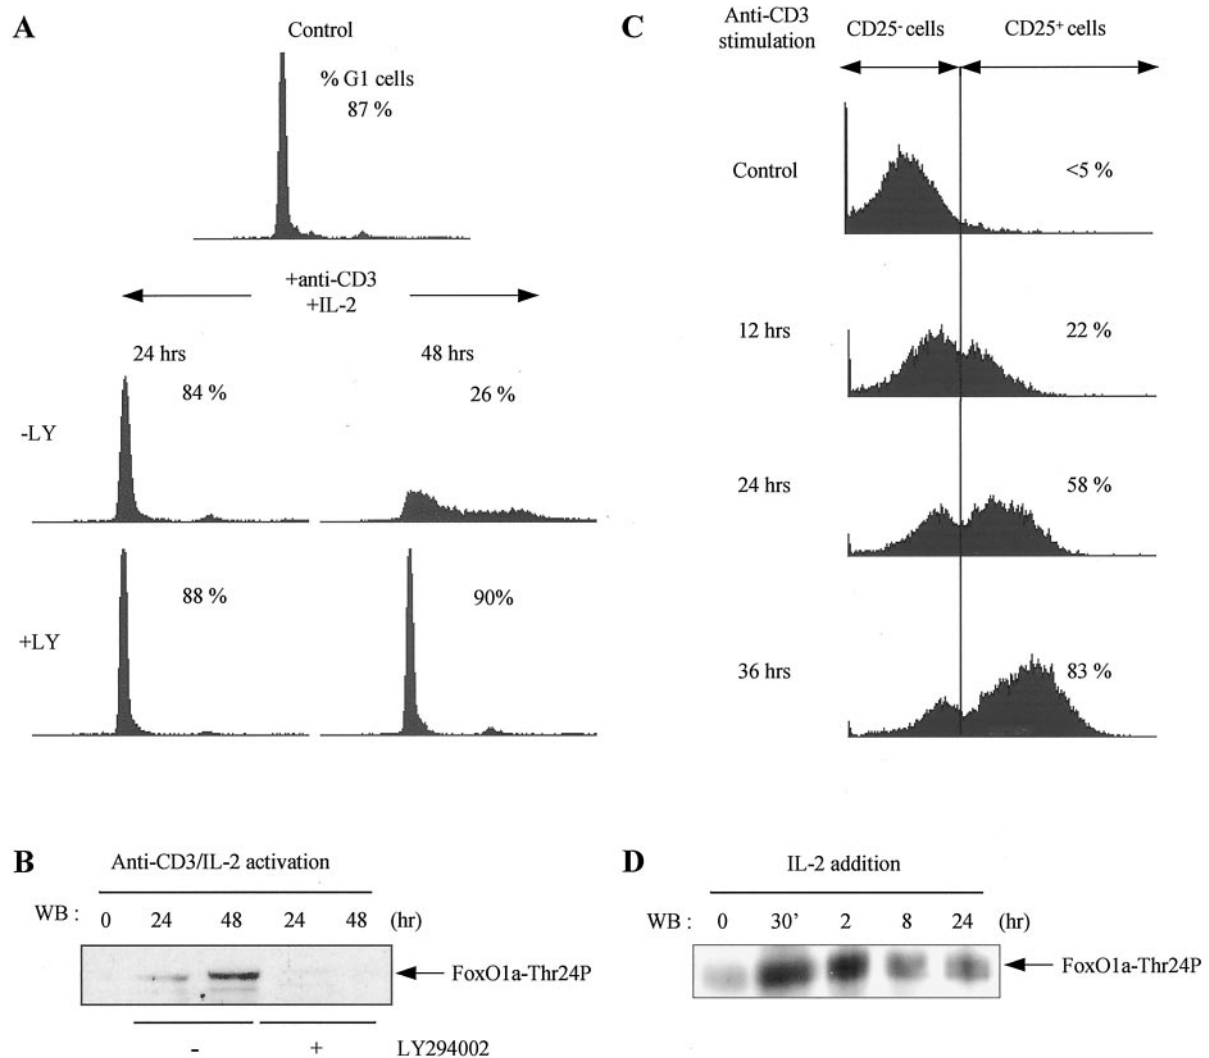 A
Control
% G1 cells
87 %
+anti-CD3
+IL-2
24 hrs
48 hrs
84 %
26 %
-LY
88 %
90%
+LY
B
Anti-CD3/IL-2 activation
WB : 0 24 48 24 48 (hr)
FoxO1a-Thr24P
- + LY294002
C
Anti-CD3
stimulation
CD25- cells
CD25+ cells
Control
<5 %
12 hrs
22 %
24 hrs
58 %
36 hrs
83 %
D
IL-2 addition
WB : 0 30’ 2 8 24 (hr)
FoxO1a-Thr24P